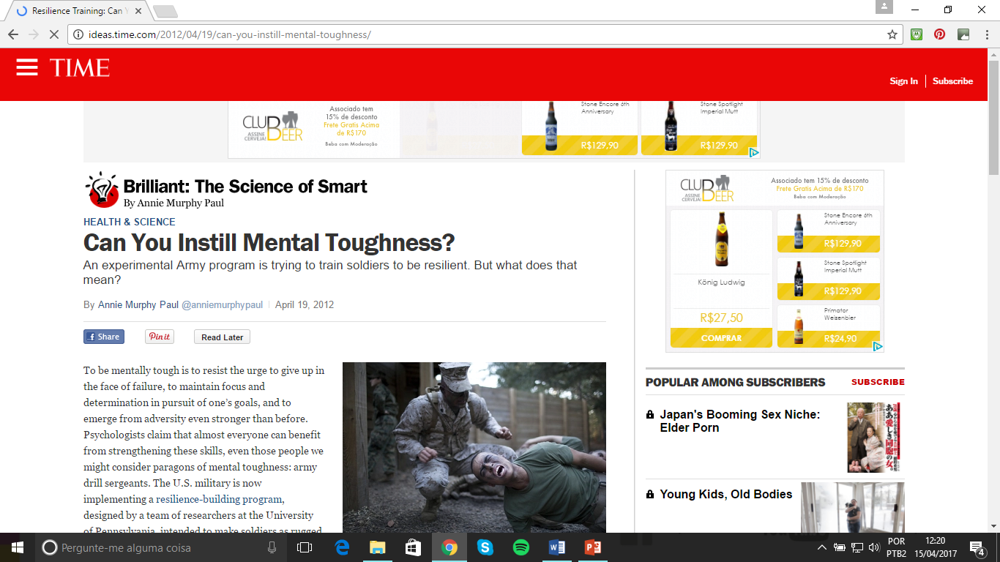 Resilience Training: Can Y
ideas.time.com/2012/04/19/can-you-instill-mental-toughness/
TIME
Sign In
Subscribe
CLUB BEER
ASSINE CERVEJA!
Associado tem
15% de desconto
Frete Gratis Acima
de R$170
Beba com Moderação
Stone Encore 6th
Anniversary
R$129,90
Stone Spotlight
Imperial Mutt
R$129,90
Brilliant: The Science of Smart
By Annie Murphy Paul
HEALTH & SCIENCE
Can You Instill Mental Toughness?
An experimental Army program is trying to train soldiers to be resilient. But what does that
mean?
By Annie Murphy Paul @anniemurphypaul
April 19, 2012
Share
Pin it
Read Later
To be mentally tough is to resist the urge to give up in
the face of failure, to maintain focus and
determination in pursuit of one's goals, and to
emerge from adversity even stronger than before.
Psychologists claim that almost everyone can benefit
from strengthening these skills, even those people we
might consider paragons of mental toughness: army
drill sergeants. The U.S. military is now
implementing a resilience-building program,
designed by a team of researchers at the University
of Pennsylvania, intended to make soldiers as rugged
CLUB BEER
ASSINE CERVEJA!
Associado tem 15% de desconto
Frete Gratis Acima de R$170
Beba com Moderação
König Ludwig
R$27,50
COMPRAR
Stone Encore 6th
Anniversary
R$129,90
Stone Spotlight
Imperial Mutt
R$129,90
Primator
Weizenbier
R$24,90
POPULAR AMONG SUBSCRIBERS
SUBSCRIBE
Japan's Booming Sex Niche:
Elder Porn
Young Kids, Old Bodies
Pergunte-me alguma coisa
POR
PTB2
12:20
15/04/2017
4